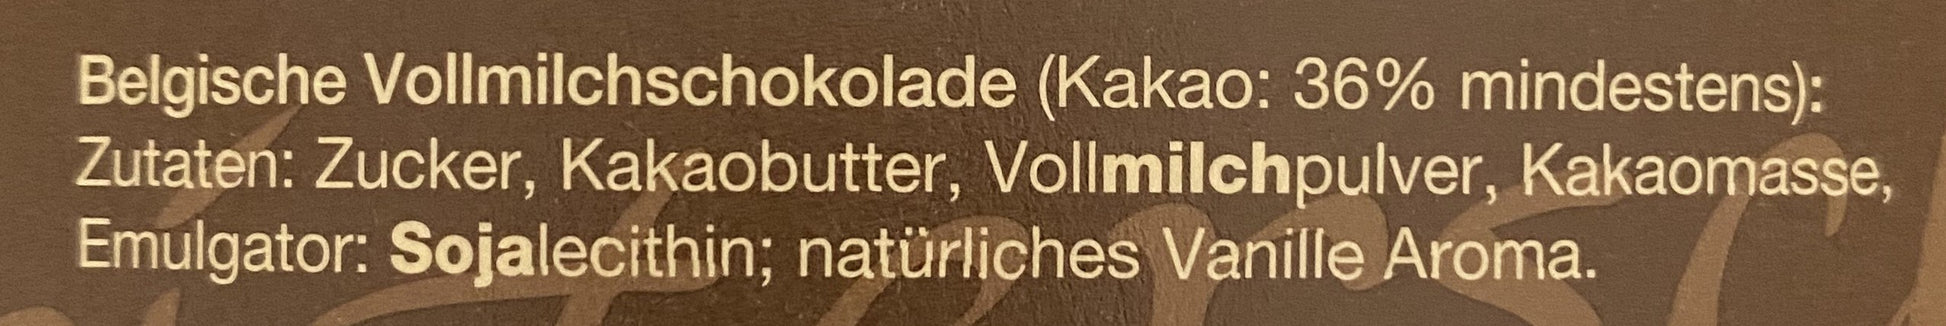 Belgische Vollmilchschokolade (Kakao: 36% mindestens):
Zutaten: Zucker, Kakaobutter, Vollmilchpulver, Kakaomasse,
Emulgator: Sojalecithin; natürliches Vanille Aroma.